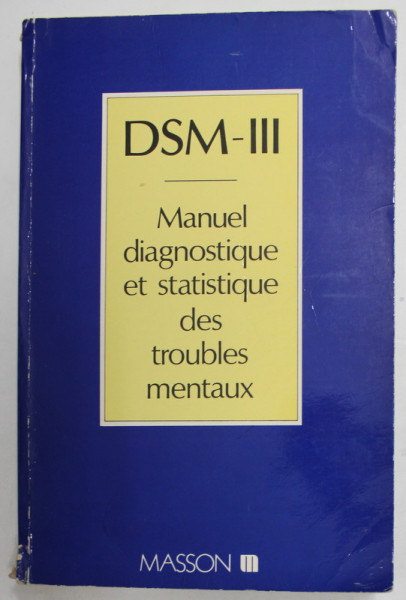 DSM-III
Manuel
diagnostique
et statistique
des
troubles
mentaux
MASSON m